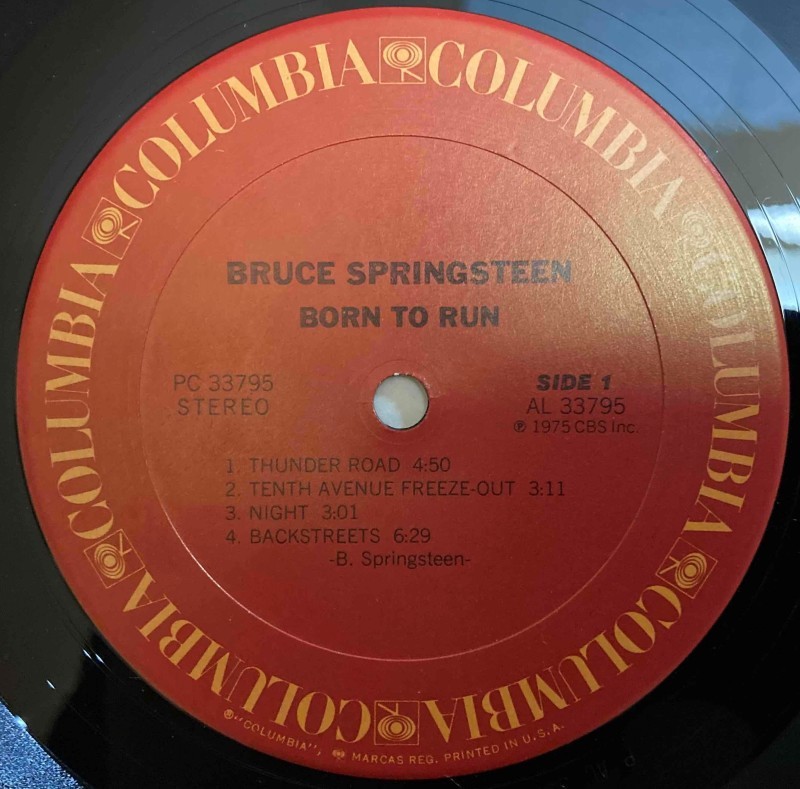 COLUMBIA COLUMBIA COLUMBIA COLUMBIA COLUMBIA COLUMBIA COLUMBIA COLUMBIA
BRUCE SPRINGSTEEN
BORN TO RUN
PC 33795
STEREO
SIDE 1
AL 33795
℗ 1975 CBS Inc.
1. THUNDER ROAD 4:50
2. TENTH AVENUE FREEZE-OUT 3:11
3. NIGHT 3:01
4. BACKSTREETS 6:29
-B. Springsteen-
®"COLUMBIA", MARCAS REG. PRINTED IN U.S.A.